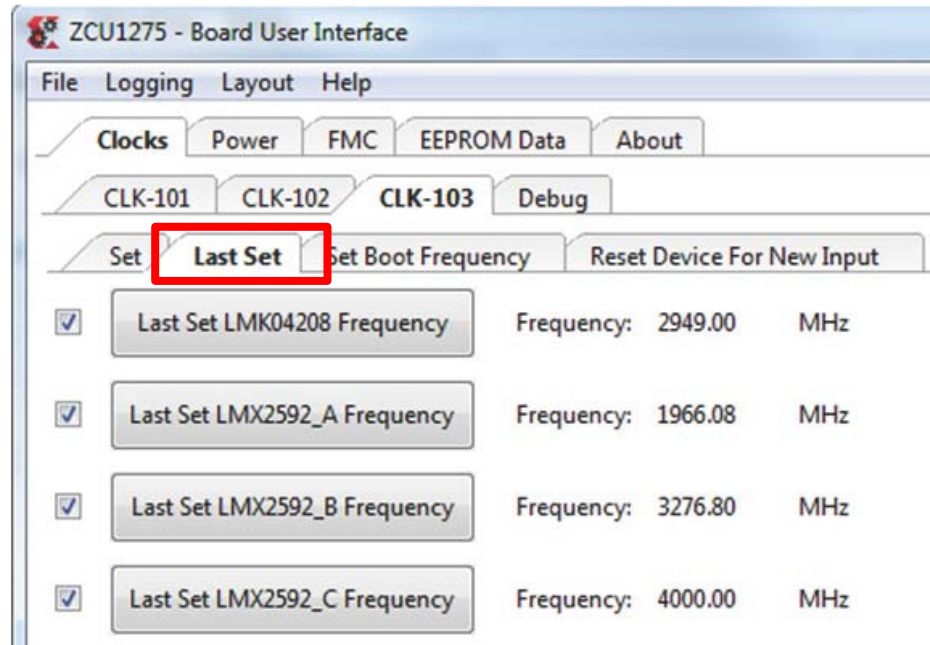 ZCU1275 - Board User Interface
File Logging Layout Help
Clocks Power FMC EEPROM Data About
CLK-101 CLK-102 CLK-103 Debug
Set Last Set Set Boot Frequency Reset Device For New Input
Last Set LMK04208 Frequency Frequency: 2949.00 MHz
Last Set LMX2592_A Frequency Frequency: 1966.08 MHz
Last Set LMX2592_B Frequency Frequency: 3276.80 MHz
Last Set LMX2592_C Frequency Frequency: 4000.00 MHz